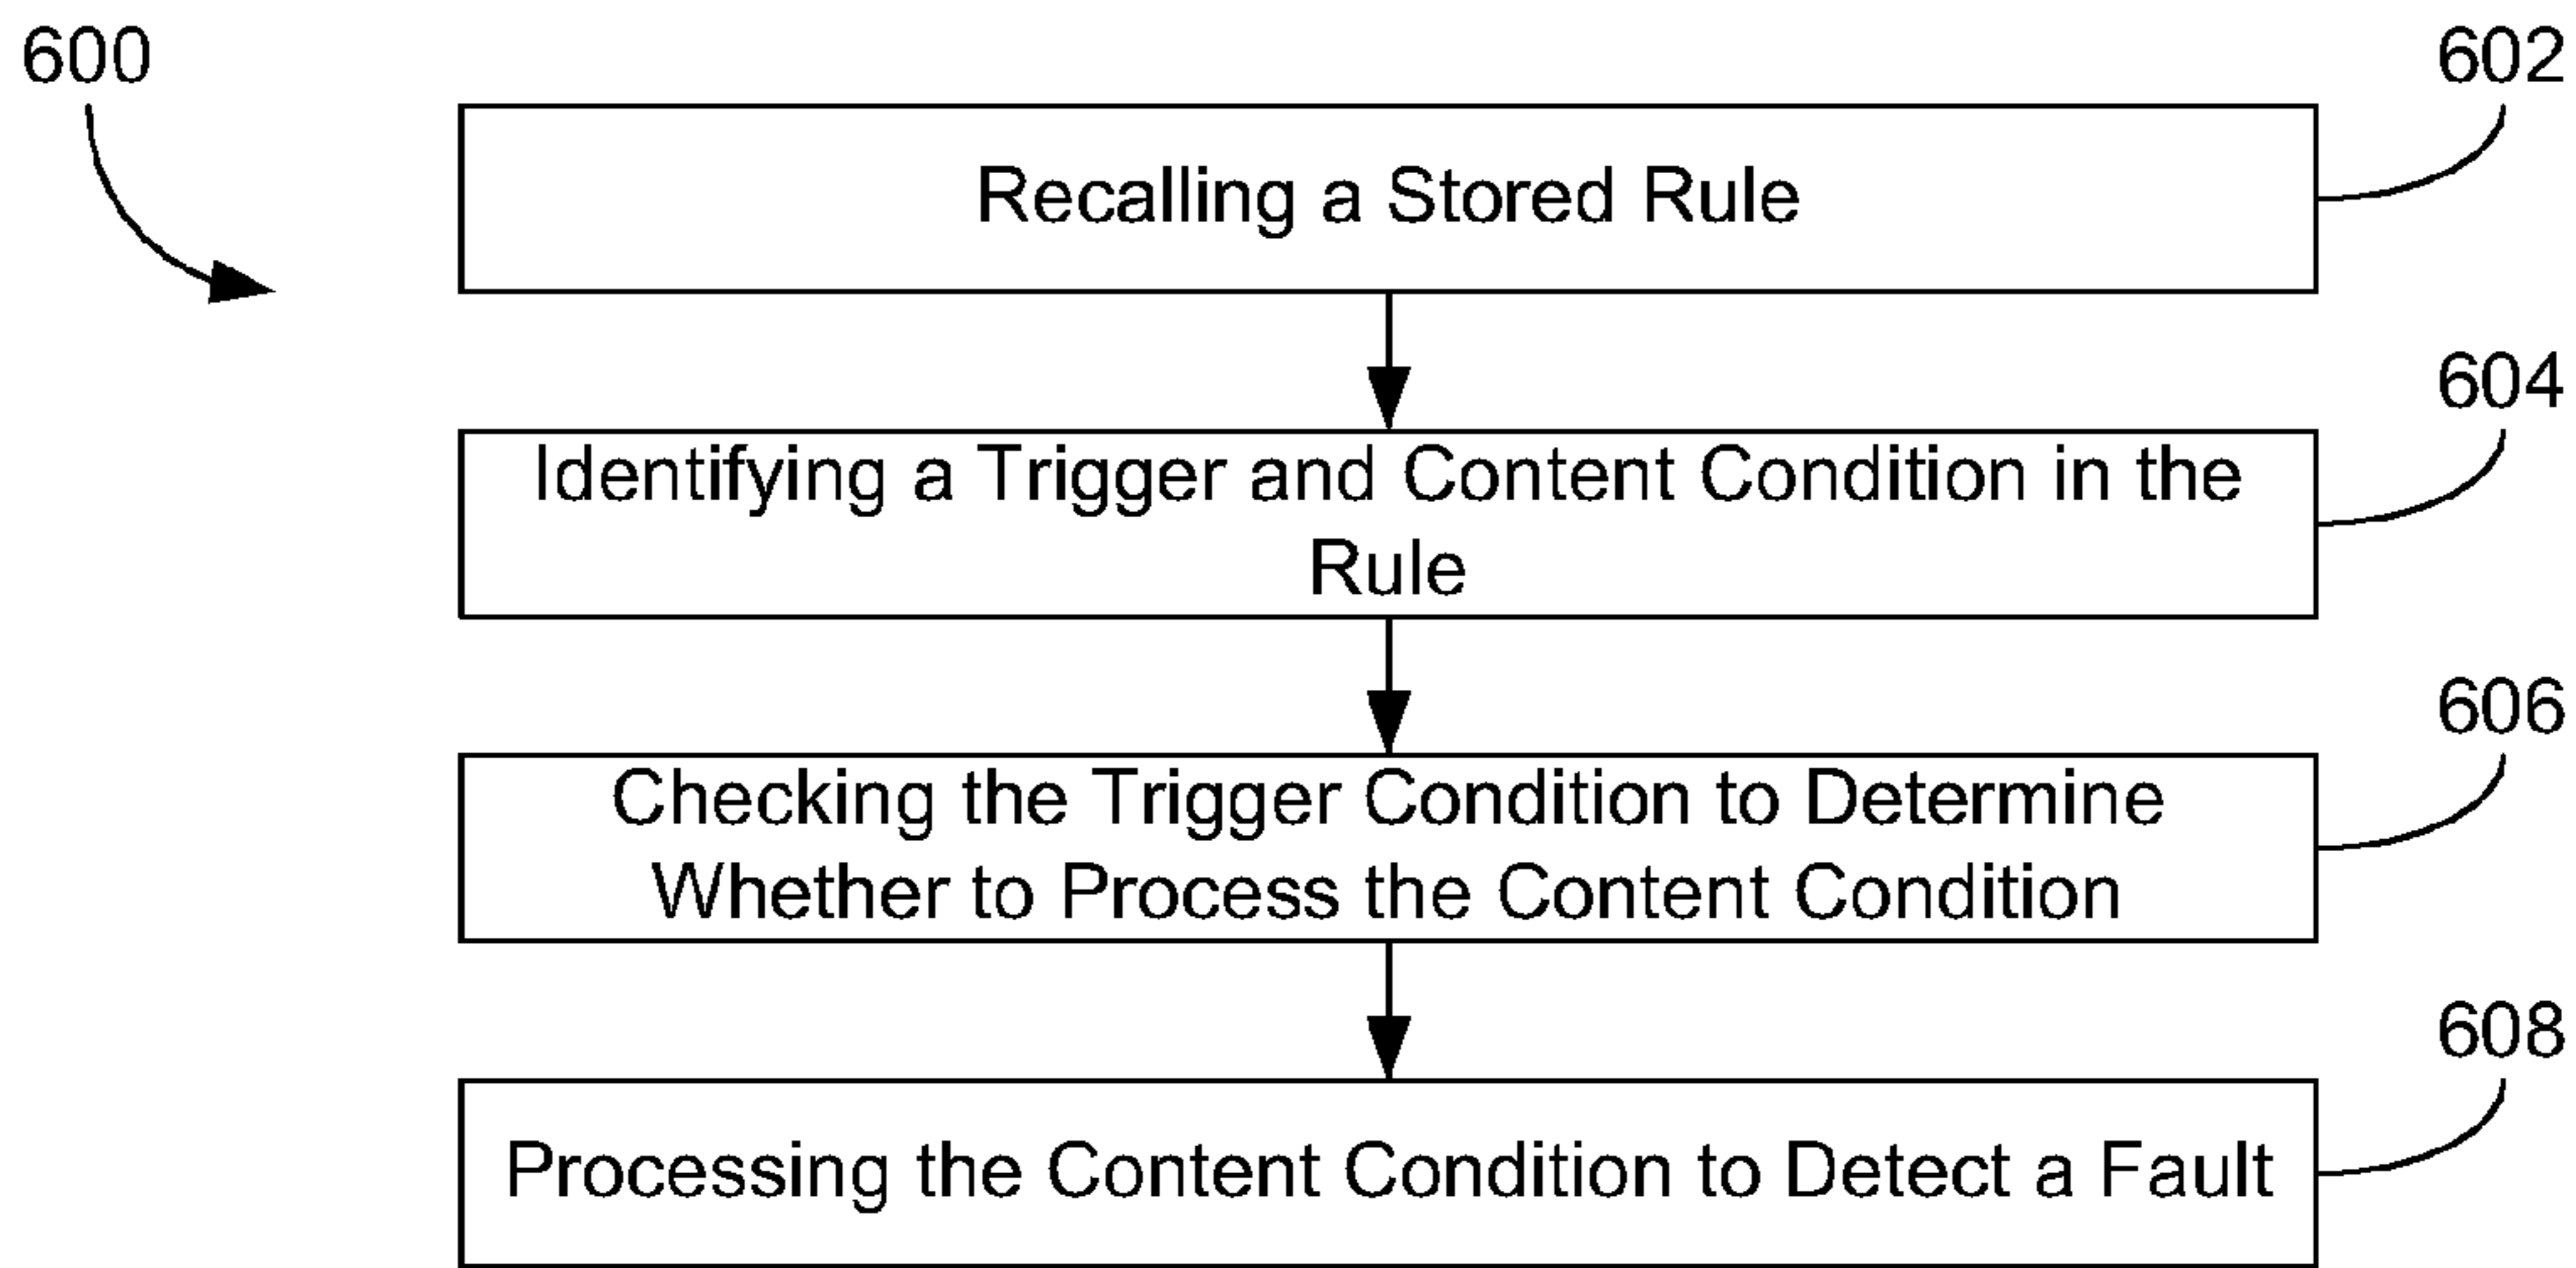 600
602
Recalling a Stored Rule
604
Identifying a Trigger and Content Condition in the
Rule
606
Checking the Trigger Condition to Determine
Whether to Process the Content Condition
608
Processing the Content Condition to Detect a Fault